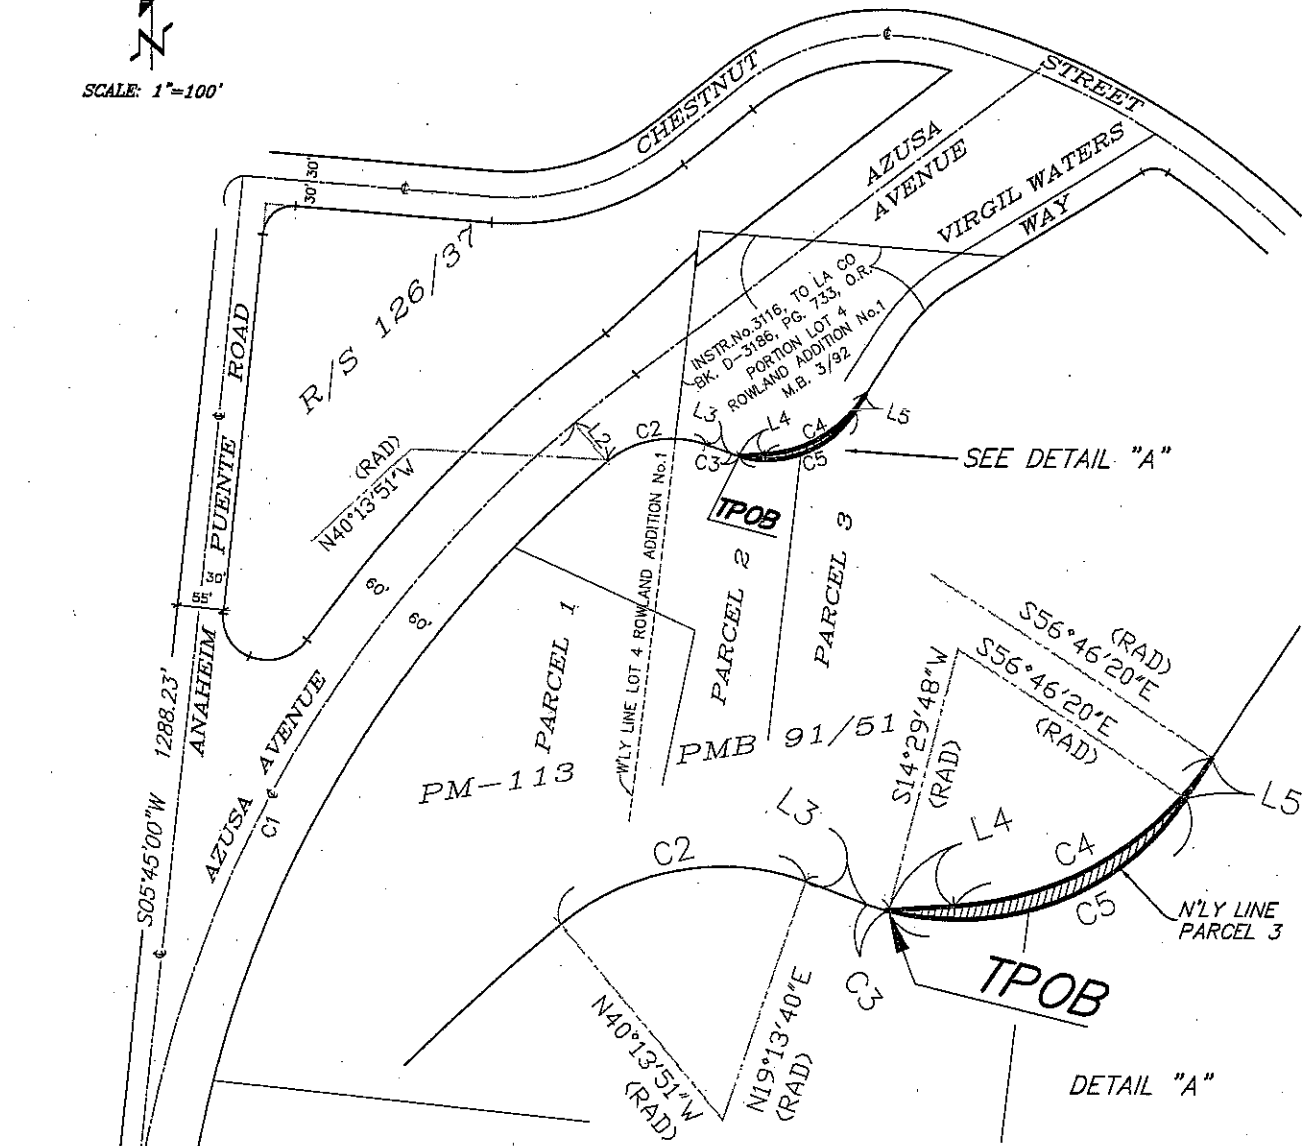 N
SCALE: 1"=100'
CHESTNUT
STREET
℄
AZUSA
AVENUE
VIRGIL WATERS
WAY
30' 30'
℄
R/S 126/37
PUENTE ROAD
℄
INSTR.No.3116, TO LA CO
BK. D-3186, PG. 733, O.R.
PORTION LOT 4
ROWLAND ADDITION No.1
M.B. 3/92
L3
L4
L5
C2
L2
C3
C4
C5
SEE DETAIL "A"
(RAD)
N40°13'51"W
TPOB
W'LY LINE LOT 4 ROWLAND ADDITION No.1
PARCEL 1
PARCEL 2
PARCEL 3
60'
60'
30'
55'
ANAHEIM
S05°45'00"W 1288.23'
AZUSA AVENUE
℄
C1
℄
PM-113
PMB 91/51
S56°46'20"E
(RAD)
S56°46'20"E
(RAD)
S14°29'48"W
(RAD)
L3
L4
L5
C2
C4
C5
C3
N'LY LINE
PARCEL 3
TPOB
N40°13'51"W
(RAD)
N19°13'40"E
(RAD)
DETAIL "A"